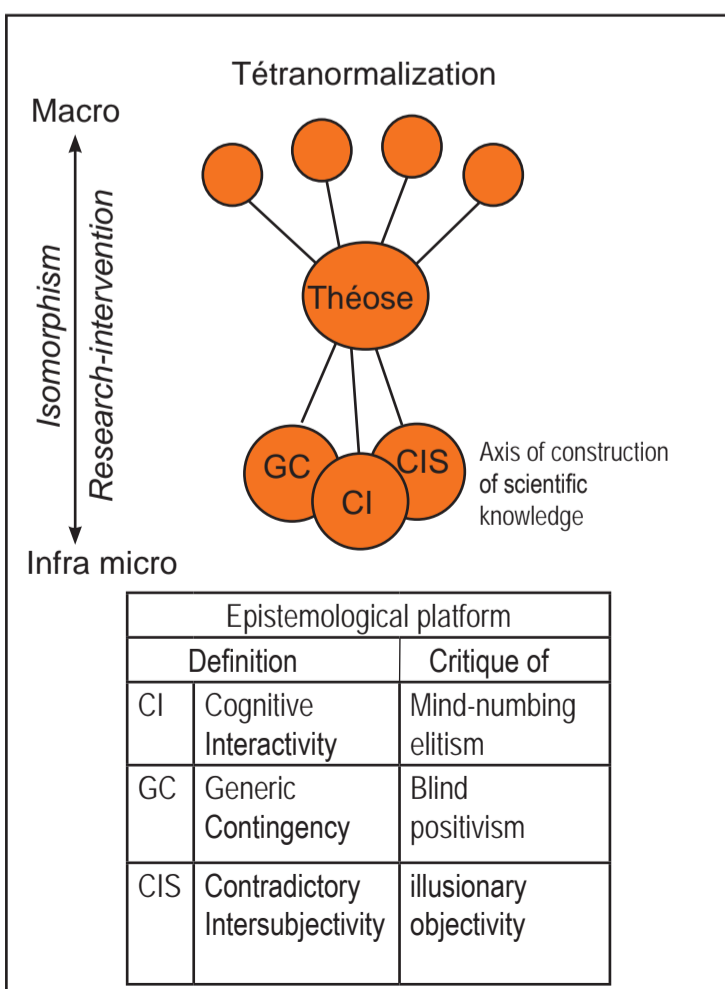 Tétranormalization
Macro
Isomorphism
Research-intervention
Théose
GC
CI
CIS
Axis of construction
of scientific
knowledge
Infra micro
Epistemological platform
Definition
Critique of
CI
Cognitive
Interactivity
Mind-numbing
elitism
GC
Generic
Contingency
Blind
positivism
CIS
Contradictory
Intersubjectivity
illusionary
objectivity